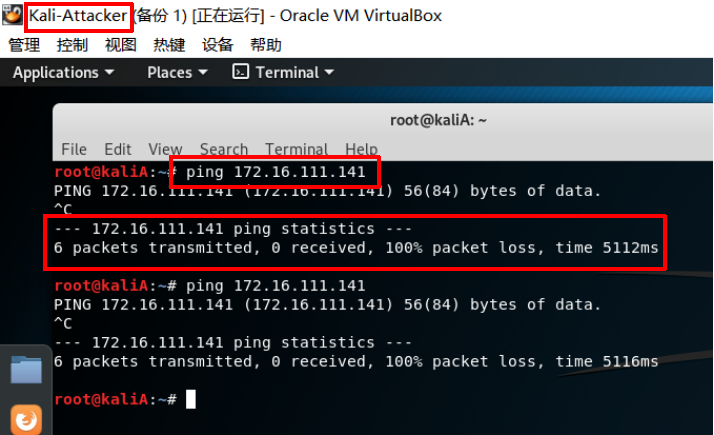 Kali-Attacker (备份 1) [正在运行] - Oracle VM VirtualBox
管理 控制 视图 热键 设备 帮助
Applications Places Terminal
root@kaliA: ~
File Edit View Search Terminal Help
root@kaliA:~# ping 172.16.111.141
PING 172.16.111.141 (172.16.111.141) 56(84) bytes of data.
^C
--- 172.16.111.141 ping statistics ---
6 packets transmitted, 0 received, 100% packet loss, time 5112ms
root@kaliA:~# ping 172.16.111.141
PING 172.16.111.141 (172.16.111.141) 56(84) bytes of data.
^C
--- 172.16.111.141 ping statistics ---
6 packets transmitted, 0 received, 100% packet loss, time 5116ms
root@kaliA:~#